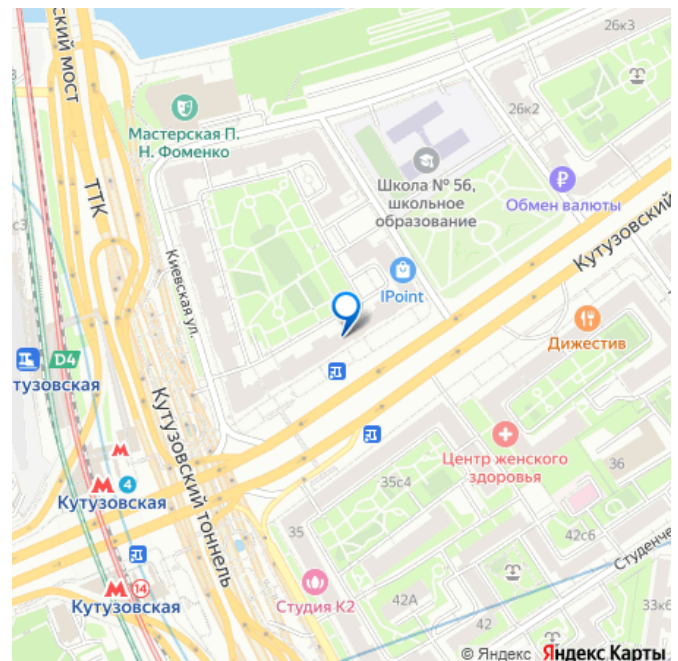 26к3
ский мост
26к2
Мастерская П.
Н. Фоменко
Школа № 56,
школьное
образование
₽
Обмен валюты
ТТК
с3
Киевская ул.
IPoint
Кутузовский
Дижестив
D4
тузовская
Кутузовский тоннель
Центр женского
здоровья
35с4
36
4
Кутузовская
35
42с6
Студенче
14
Кутузовская
Студия К2
42А
42
33к6
© Яндекс Яндекс Карты